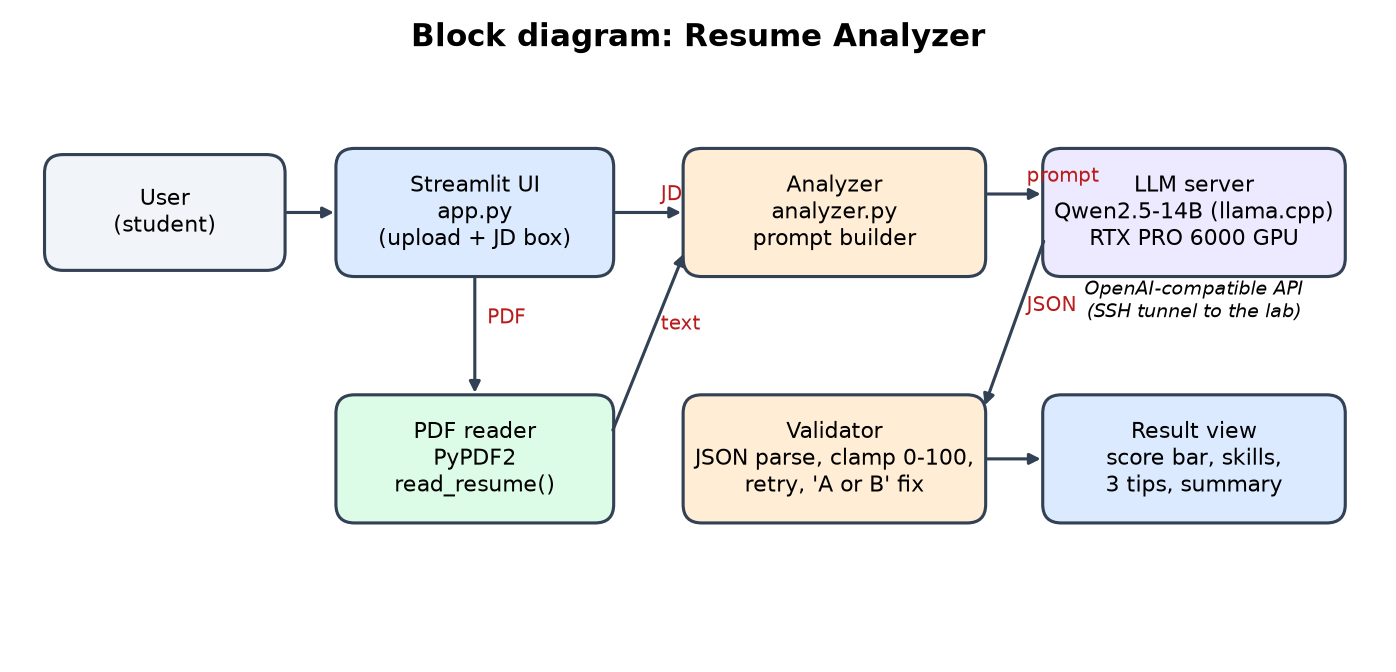 Block diagram: Resume Analyzer
User
(student)
Streamlit UI
app.py
(upload + JD box)
JD
Analyzer
analyzer.py
prompt builder
prompt
LLM server
Qwen2.5-14B (llama.cpp)
RTX PRO 6000 GPU
OpenAI-compatible API
(SSH tunnel to the lab)
PDF
text
JSON
PDF reader
PyPDF2
read_resume()
Validator
JSON parse, clamp 0-100,
retry, 'A or B' fix
Result view
score bar, skills,
3 tips, summary